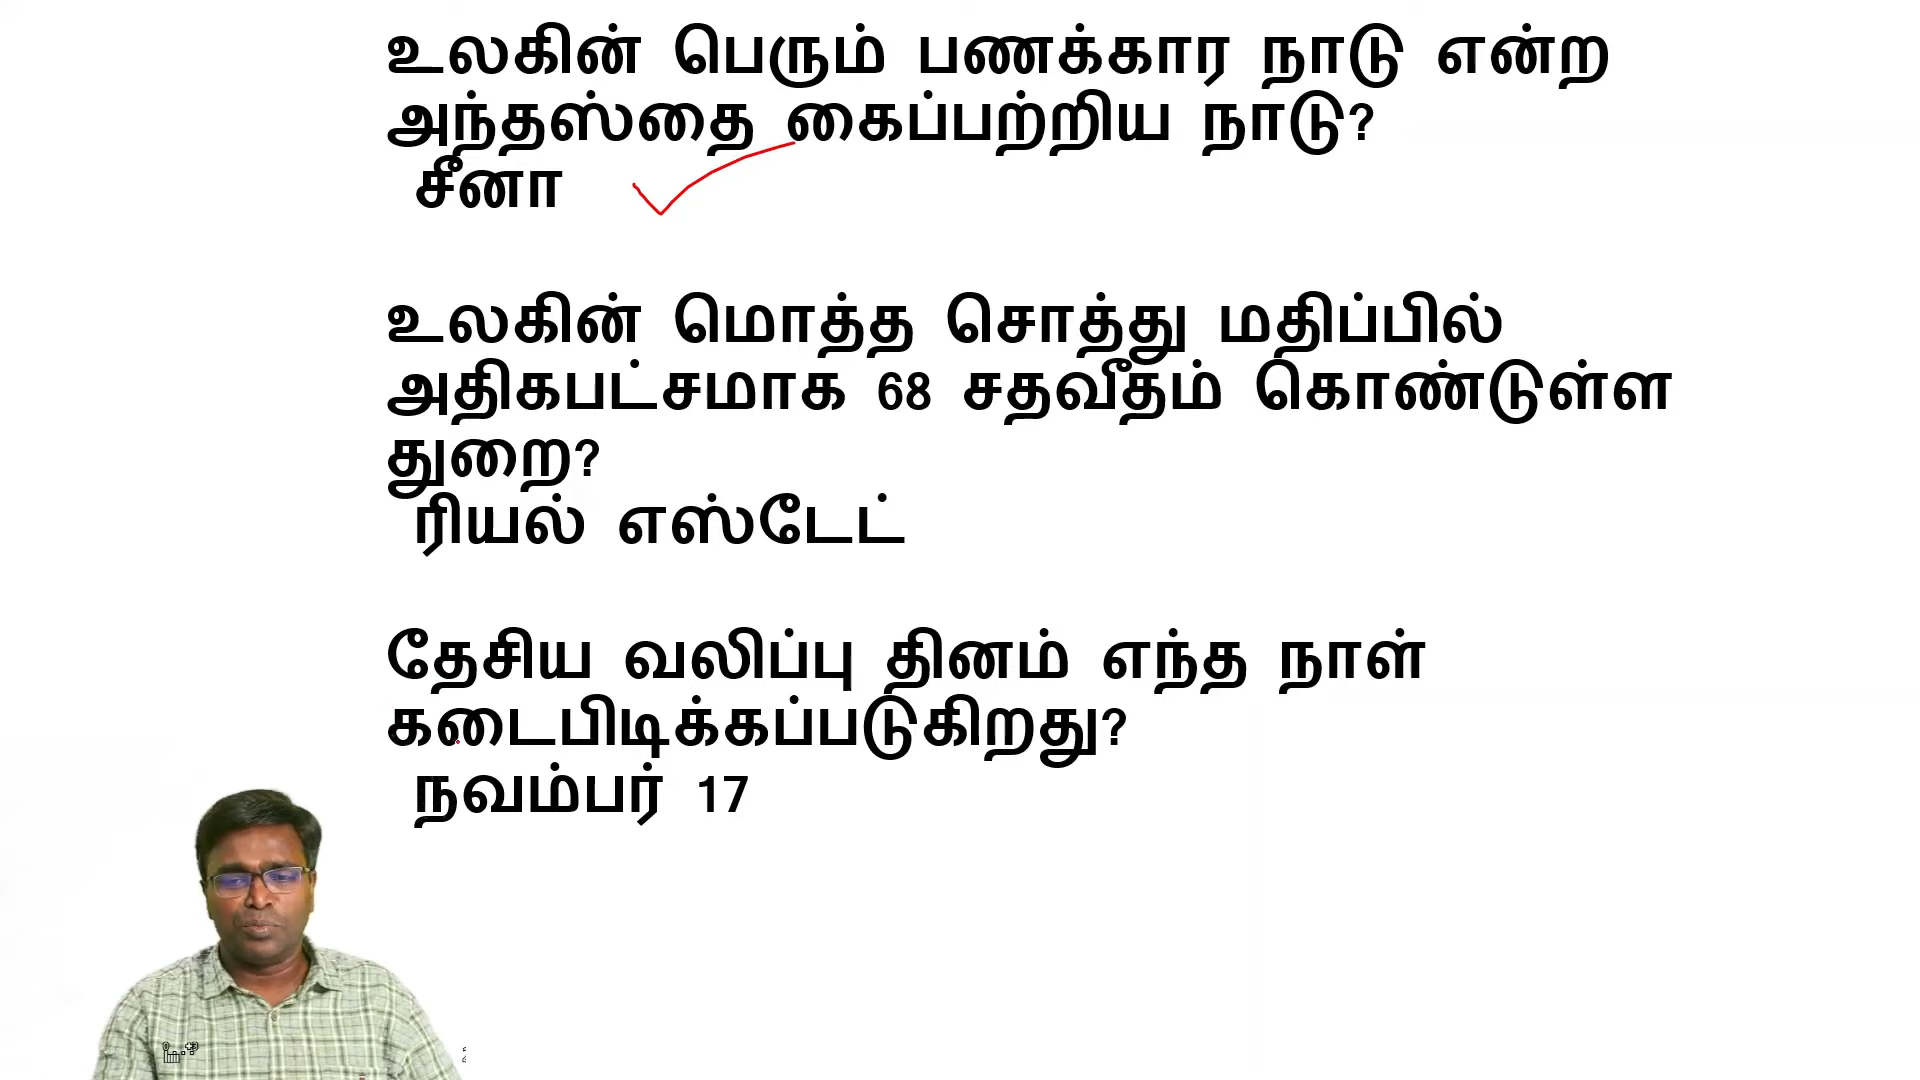 உலகின் பெரும் பணக்கார நாடு என்ற
அந்தஸ்தை கைப்பற்றிய நாடு?
சீனா
உலகின் மொத்த சொத்து மதிப்பில்
அதிகபட்சமாக 68 சதவீதம் கொண்டுள்ள
துறை?
ரியல் எஸ்டேட்
தேசிய வலிப்பு தினம் எந்த நாள்
கடைபிடிக்கப்படுகிறது?
நவம்பர் 17